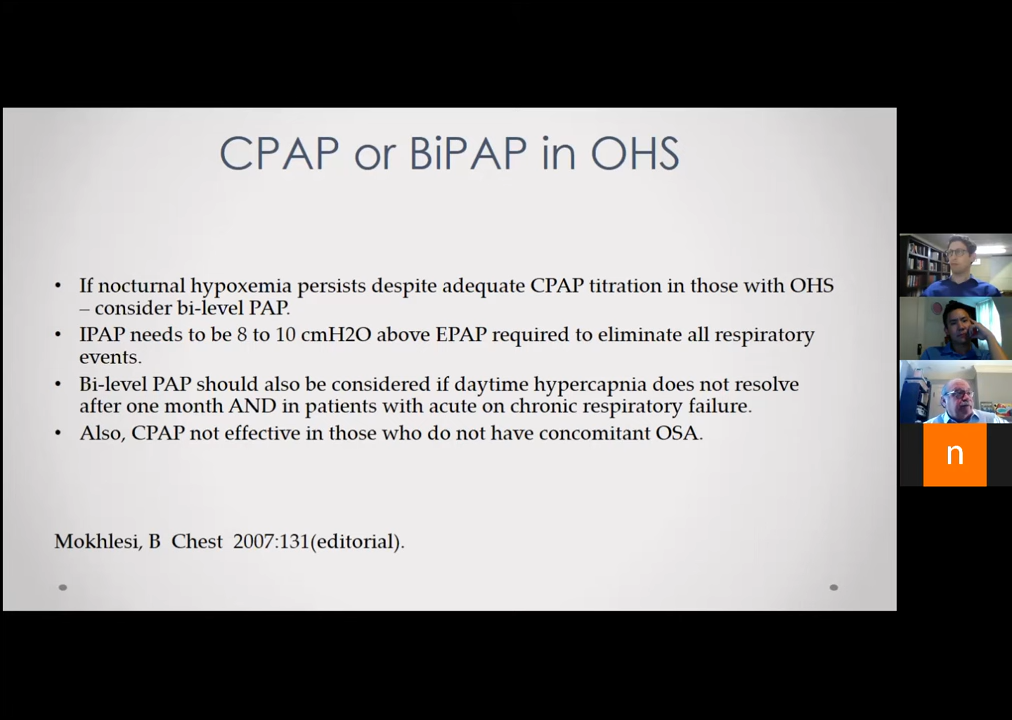 CPAP or BiPAP in OHS
• If nocturnal hypoxemia persists despite adequate CPAP titration in those with OHS
– consider bi-level PAP.
• IPAP needs to be 8 to 10 cmH2O above EPAP required to eliminate all respiratory
events.
• Bi-level PAP should also be considered if daytime hypercapnia does not resolve
after one month AND in patients with acute on chronic respiratory failure.
• Also, CPAP not effective in those who do not have concomitant OSA.
Mokhlesi, B Chest 2007:131(editorial).
n